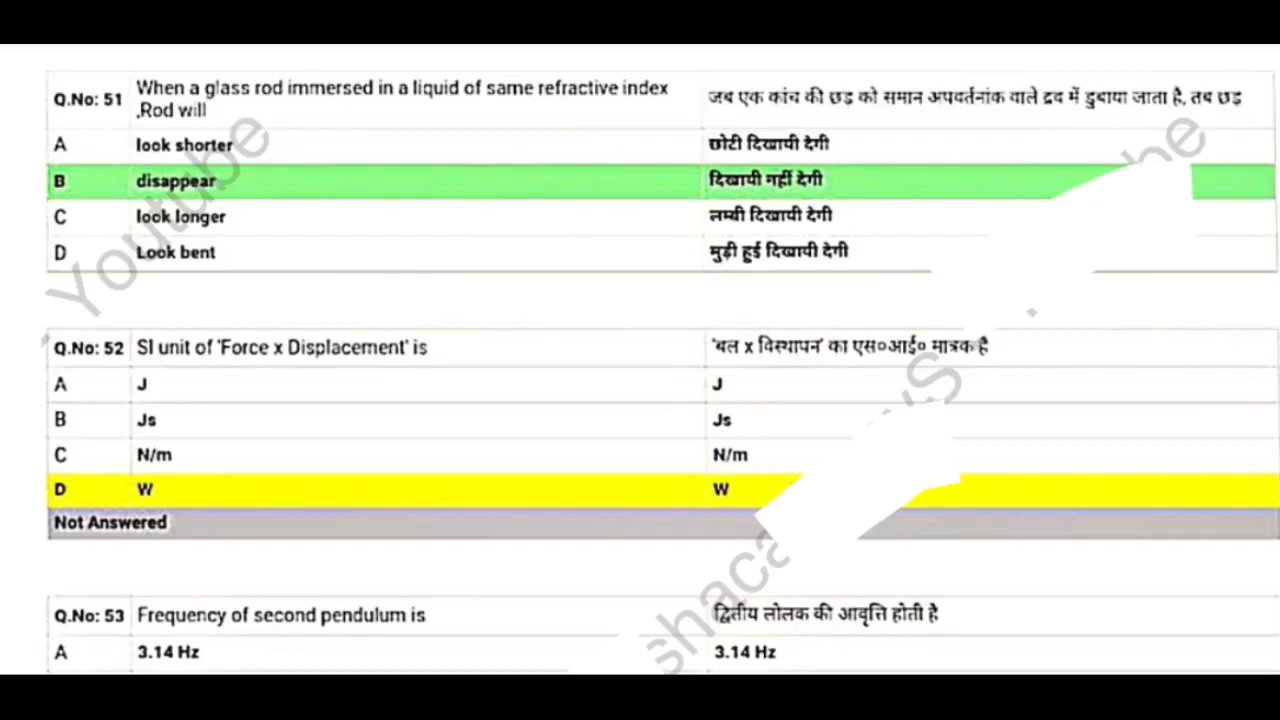 Q.No: 51 When a glass rod immersed in a liquid of same refractive index ,Rod will जब एक कांच की छड़ को समान अपवर्तनांक वाले द्रव में डुबाया जाता है, तब छड़
A look shorter छोटी दिखायी देगी
B disappear दिखायी नहीं देगी
C look longer लम्बी दिखायी देगी
D Look bent मुड़ी हुई दिखायी देगी
Youtube
Q.No: 52 SI unit of 'Force x Displacement' is 'बल x विस्थापन' का एस०आई० मात्रक है
A J J
B Js Js
C N/m N/m
D W W
Not Answered
Q.No: 53 Frequency of second pendulum is द्वितीय लोलक की आवृत्ति होती है
A 3.14 Hz 3.14 Hz